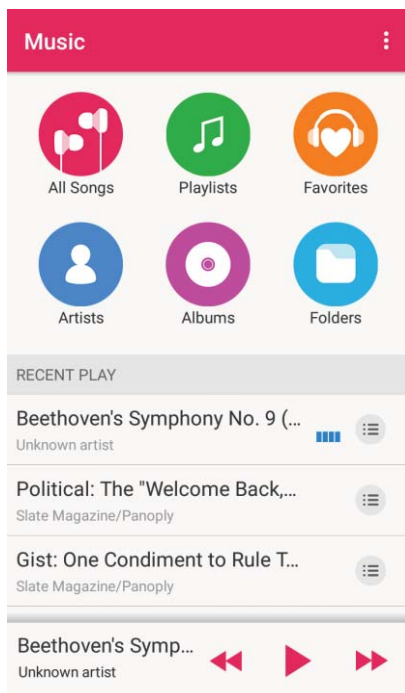 Music
All Songs
Playlists
Favorites
Artists
Albums
Folders
RECENT PLAY
Beethoven's Symphony No. 9 (...
Unknown artist
Political: The "Welcome Back,...
Slate Magazine/Panoply
Gist: One Condiment to Rule T...
Slate Magazine/Panoply
Beethoven's Symp...
Unknown artist